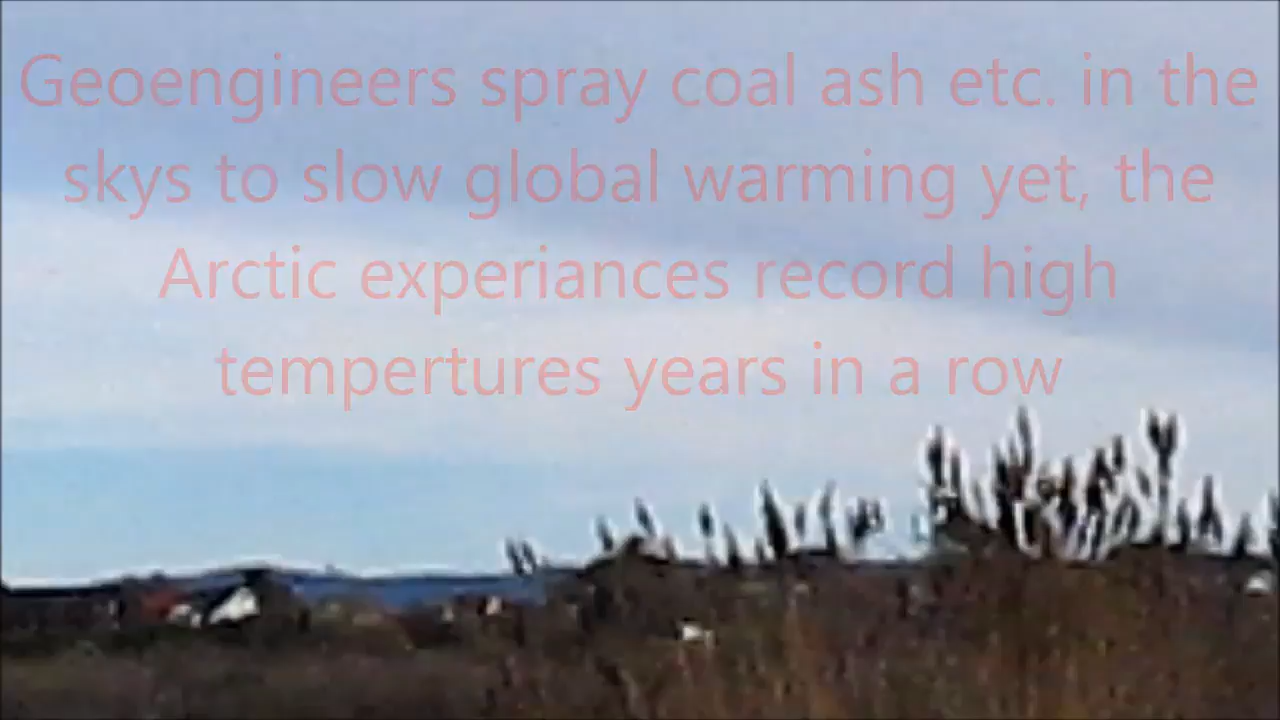 Geoengineers spray coal ash etc. in the
skys to slow global warming yet, the
Arctic experiances record high
tempertures years in a row